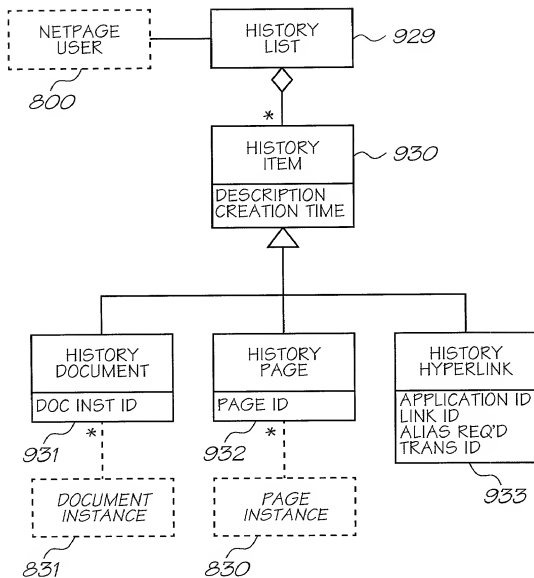 NETPAGE
USER
800
HISTORY
LIST
929
*
HISTORY
ITEM
930
DESCRIPTION
CREATION TIME
HISTORY
DOCUMENT
DOC INST ID
931
*
HISTORY
PAGE
PAGE ID
932
*
HISTORY
HYPERLINK
APPLICATION ID
LINK ID
ALIAS REQ'D
TRANS ID
933
DOCUMENT
INSTANCE
831
PAGE
INSTANCE
830